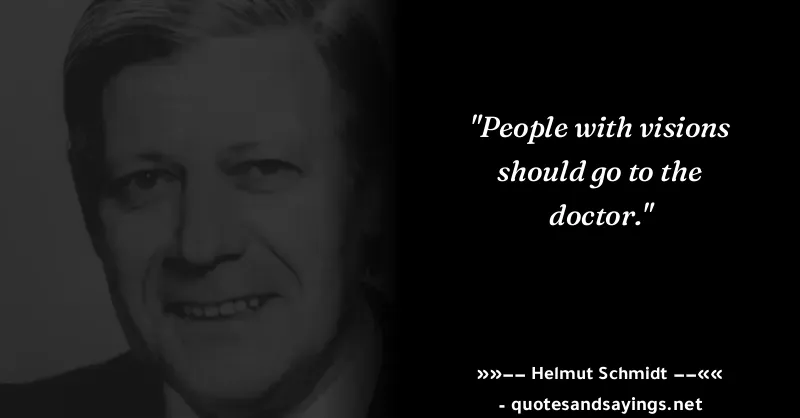 "People with visions
should go to the
doctor."
»»−− Helmut Schmidt −−««
- quotesandsayings.net